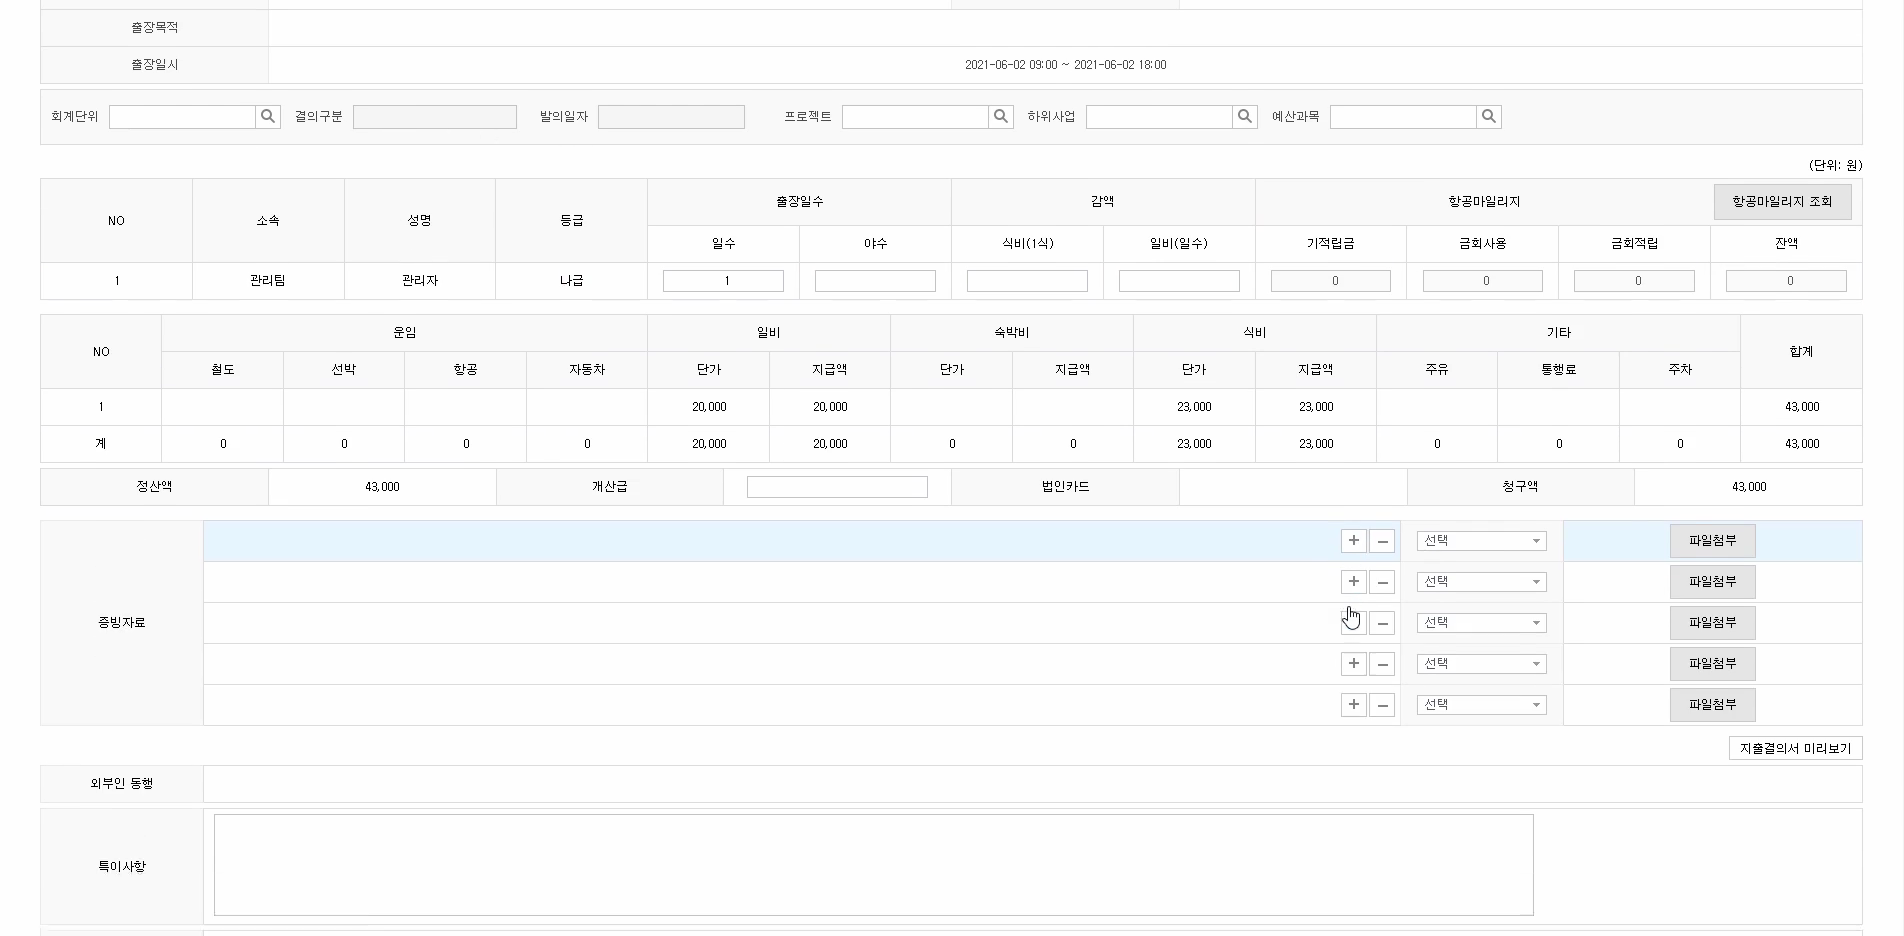 출장목적
출장일시 2021-06-02 09:00 ~ 2021-06-02 18:00
회계단위 결의구분 발의일자 프로젝트 하위사업 예산과목
(단위: 원)
NO 소속 성명 등급 출장일수 감액 항공마일리지 항공마일리지 조회
일수 야수 식비(1식) 일비(일수) 기적립금 금회사용 금회적립 잔액
1 관리팀 관리자 나급 1 0 0 0 0
NO 운임 일비 숙박비 식비 기타 합계
철도 선박 항공 자동차 단가 지급액 단가 지급액 단가 지급액 주유 통행료 주차
1 20,000 20,000 23,000 23,000 43,000
계 0 0 0 0 20,000 20,000 0 0 23,000 23,000 0 0 0 43,000
정산액 43,000 개산급 법인카드 청구액 43,000
증빙자료
+ − 선택 파일첨부
+ − 선택 파일첨부
− 선택 파일첨부
+ − 선택 파일첨부
+ − 선택 파일첨부
지출결의서 미리보기
외부인 동행
특이사항